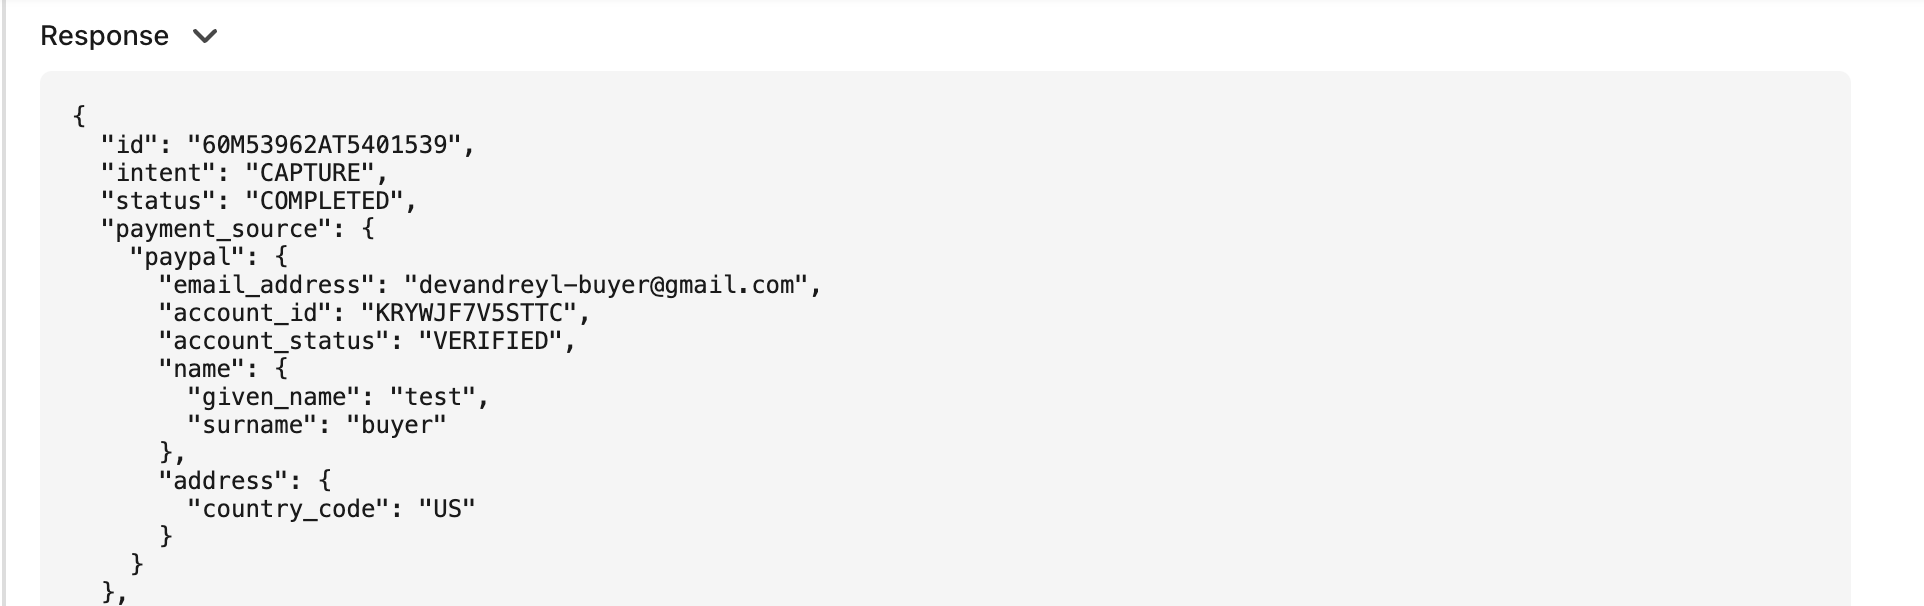 Response
{
  "id": "60M53962AT5401539",
  "intent": "CAPTURE",
  "status": "COMPLETED",
  "payment_source": {
    "paypal": {
      "email_address": "devandreyl-buyer@gmail.com",
      "account_id": "KRYWJF7V5STTC",
      "account_status": "VERIFIED",
      "name": {
        "given_name": "test",
        "surname": "buyer"
      },
      "address": {
        "country_code": "US"
      }
    }
  },